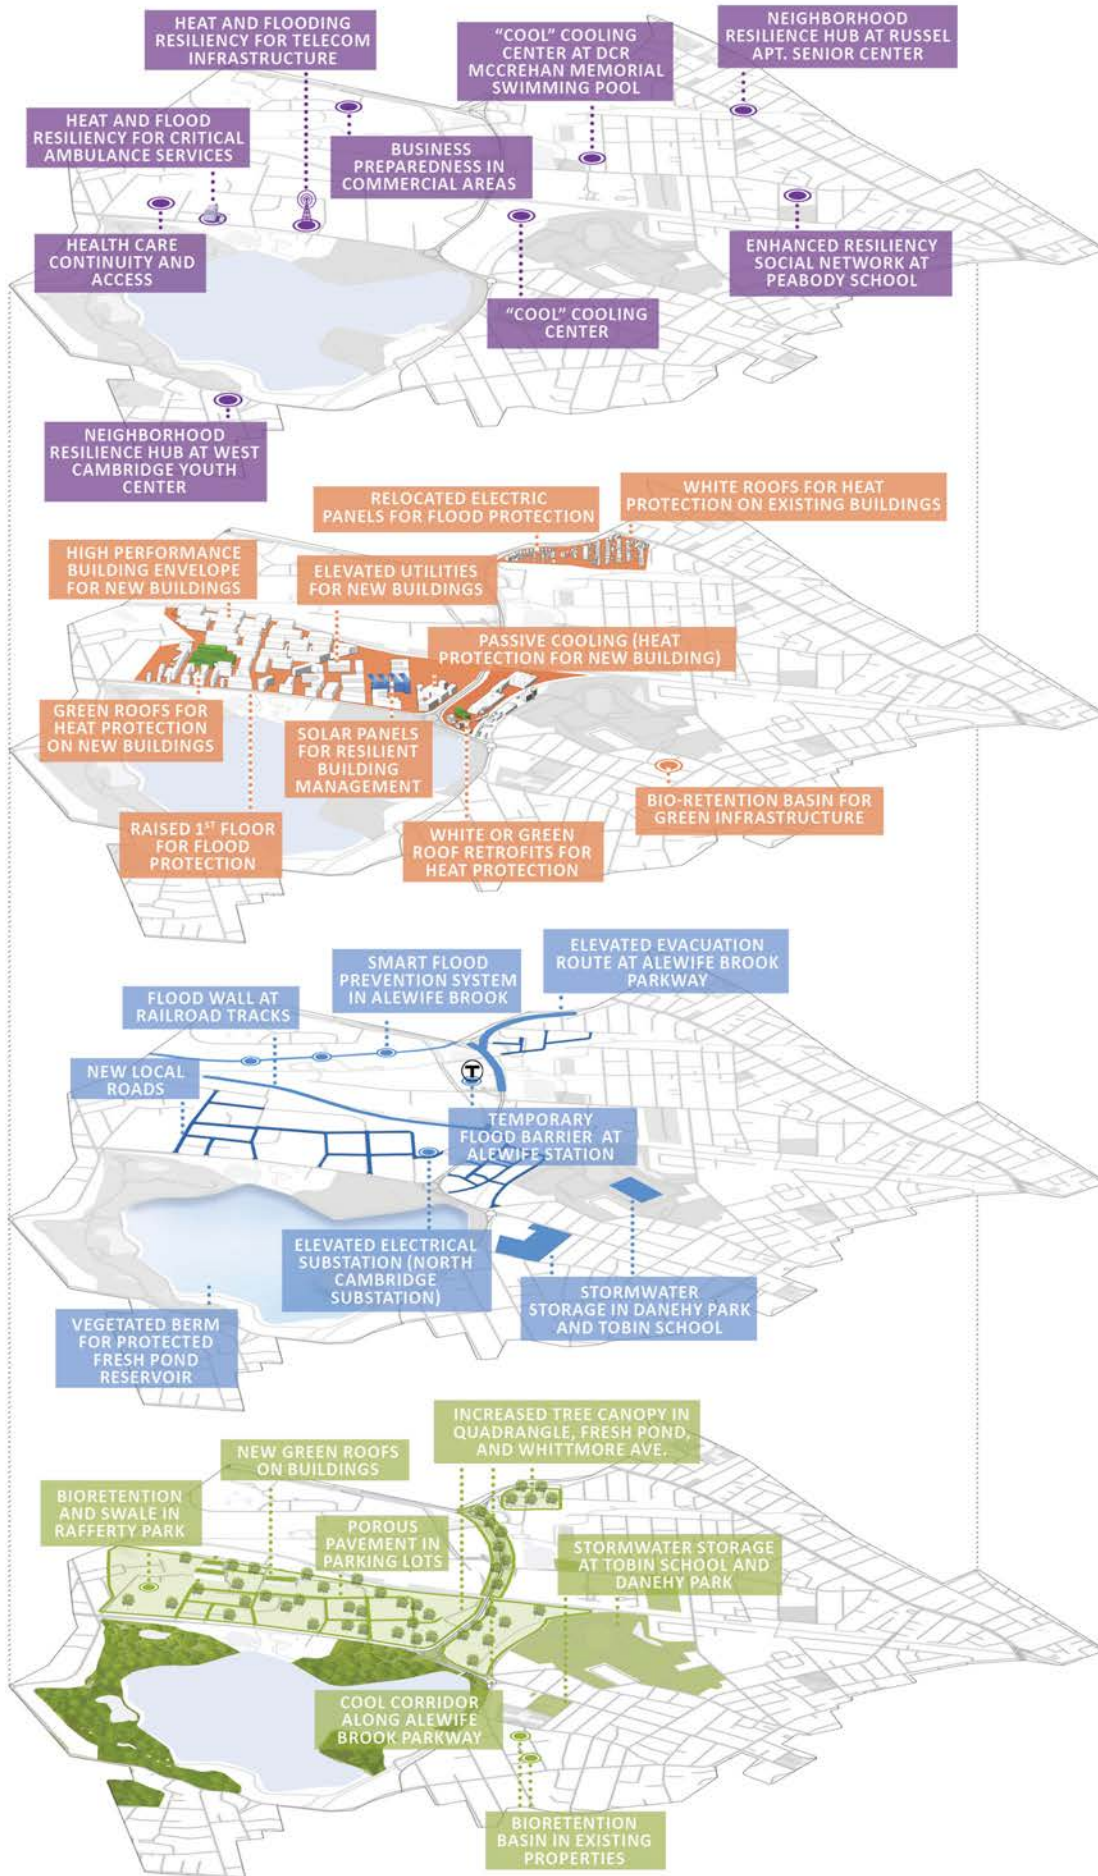 HEAT AND FLOODING
RESILIENCY FOR TELECOM
INFRASTRUCTURE
"COOL" COOLING
CENTER AT DCR
MCCREHAN MEMORIAL
SWIMMING POOL
NEIGHBORHOOD
RESILIENCE HUB AT RUSSEL
APT. SENIOR CENTER
HEAT AND FLOOD
RESILIENCY FOR CRITICAL
AMBULANCE SERVICES
BUSINESS
PREPAREDNESS IN
COMMERCIAL AREAS
HEALTH CARE
CONTINUITY AND
ACCESS
ENHANCED RESILIENCY
SOCIAL NETWORK AT
PEABODY SCHOOL
"COOL" COOLING
CENTER
NEIGHBORHOOD
RESILIENCE HUB AT WEST
CAMBRIDGE YOUTH
CENTER
RELOCATED ELECTRIC
PANELS FOR FLOOD PROTECTION
WHITE ROOFS FOR HEAT
PROTECTION ON EXISTING BUILDINGS
HIGH PERFORMANCE
BUILDING ENVELOPE
FOR NEW BUILDINGS
ELEVATED UTILITIES
FOR NEW BUILDINGS
PASSIVE COOLING (HEAT
PROTECTION FOR NEW BUILDING)
GREEN ROOFS FOR
HEAT PROTECTION
ON NEW BUILDINGS
SOLAR PANELS
FOR RESILIENT
BUILDING
MANAGEMENT
BIO-RETENTION BASIN FOR
GREEN INFRASTRUCTURE
RAISED 1ST FLOOR
FOR FLOOD
PROTECTION
WHITE OR GREEN
ROOF RETROFITS FOR
HEAT PROTECTION
ELEVATED EVACUATION
ROUTE AT ALEWIFE BROOK
PARKWAY
SMART FLOOD
PREVENTION SYSTEM
IN ALEWIFE BROOK
FLOOD WALL AT
RAILROAD TRACKS
NEW LOCAL
ROADS
T
TEMPORARY
FLOOD BARRIER AT
ALEWIFE STATION
ELEVATED ELECTRICAL
SUBSTATION (NORTH
CAMBRIDGE
SUBSTATION)
STORMWATER
STORAGE IN DANEHY PARK
AND TOBIN SCHOOL
VEGETATED BERM
FOR PROTECTED
FRESH POND
RESERVOIR
INCREASED TREE CANOPY IN
QUADRANGLE, FRESH POND,
AND WHITTMORE AVE.
NEW GREEN ROOFS
ON BUILDINGS
BIORETENTION
AND SWALE IN
RAFFERTY PARK
POROUS
PAVEMENT IN
PARKING LOTS
STORMWATER STORAGE
AT TOBIN SCHOOL AND
DANEHY PARK
COOL CORRIDOR
ALONG ALEWIFE
BROOK PARKWAY
BIORETENTION
BASIN IN EXISTING
PROPERTIES